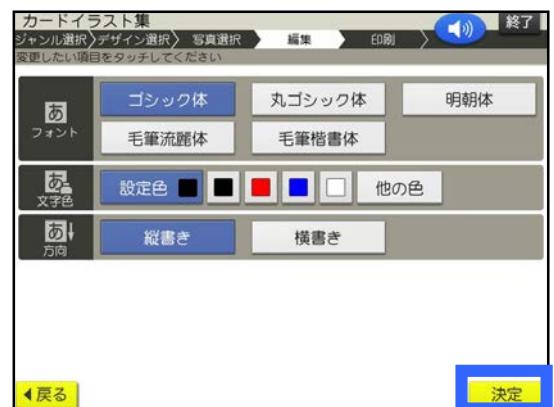 カードイラスト集
終了
ジャンル選択〉デザイン選択〉 写真選択 編集 印刷 〉
変更したい項目をタッチしてください
あ
フォント
ゴシック体 丸ゴシック体 明朝体
毛筆流麗体 毛筆楷書体
あ
文字色
設定色 他の色
あ
方向
縦書き 横書き
戻る 決定